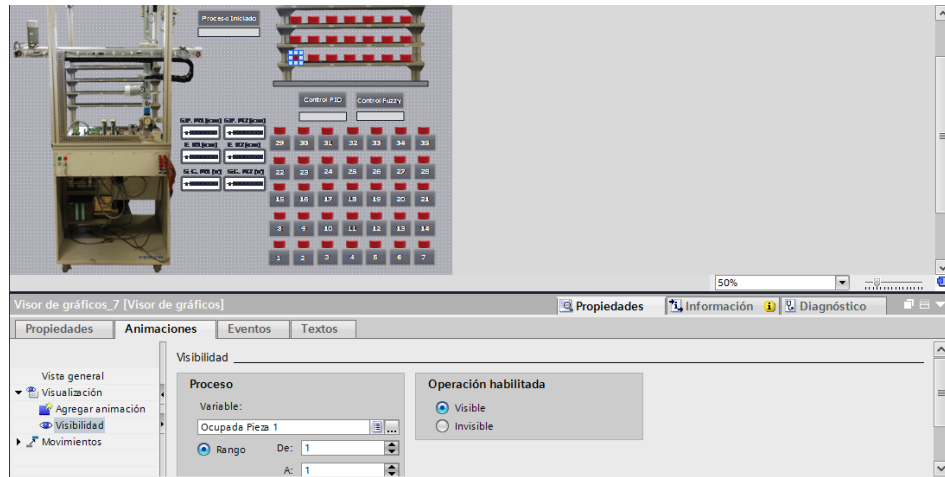 Proceso Iniciado
Control PID
Control Fuzzy
29 30 31 32 33 34 35
22 23 24 25 26 27 28
15 16 17 18 19 20 21
8 9 10 11 12 13 14
1 2 3 4 5 6 7
50%
Visor de gráficos_7 [Visor de gráficos]
Propiedades
Información
Diagnóstico
Propiedades
Animaciones
Eventos
Textos
Visibilidad
Vista general
Visualización
Agregar animación
Visibilidad
Movimientos
Proceso
Variable:
Ocupada Pieza 1
...
Rango De: 1
A: 1
Operación habilitada
Visible
Invisible